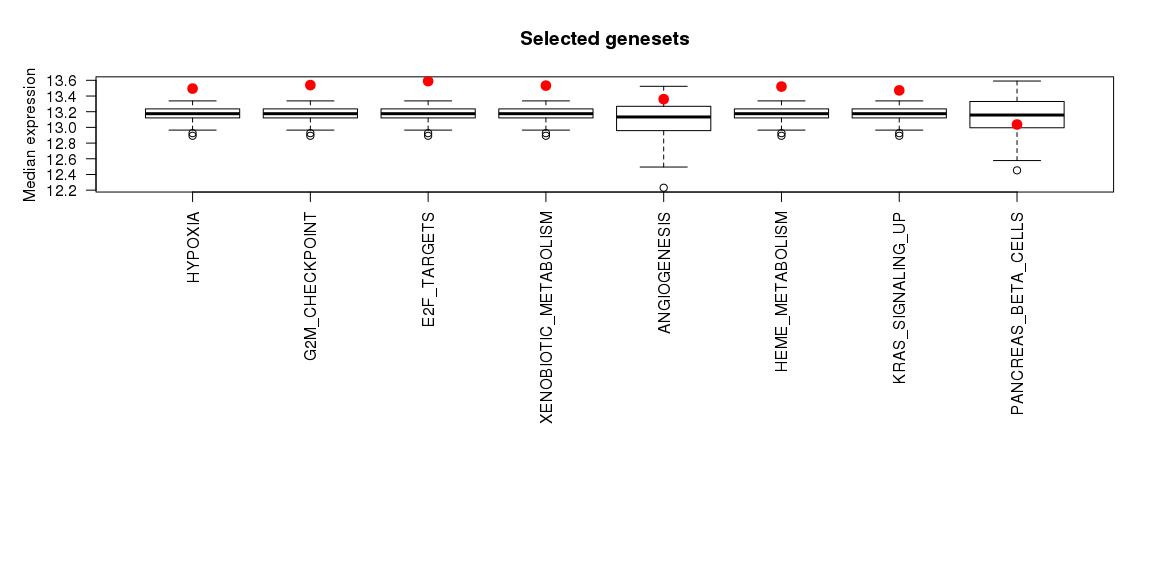 Selected genesets
Median expression
13.6
13.4
13.2
13.0
12.8
12.6
12.4
12.2
HYPOXIA
G2M_CHECKPOINT
E2F_TARGETS
XENOBIOTIC_METABOLISM
ANGIOGENESIS
HEME_METABOLISM
KRAS_SIGNALING_UP
PANCREAS_BETA_CELLS